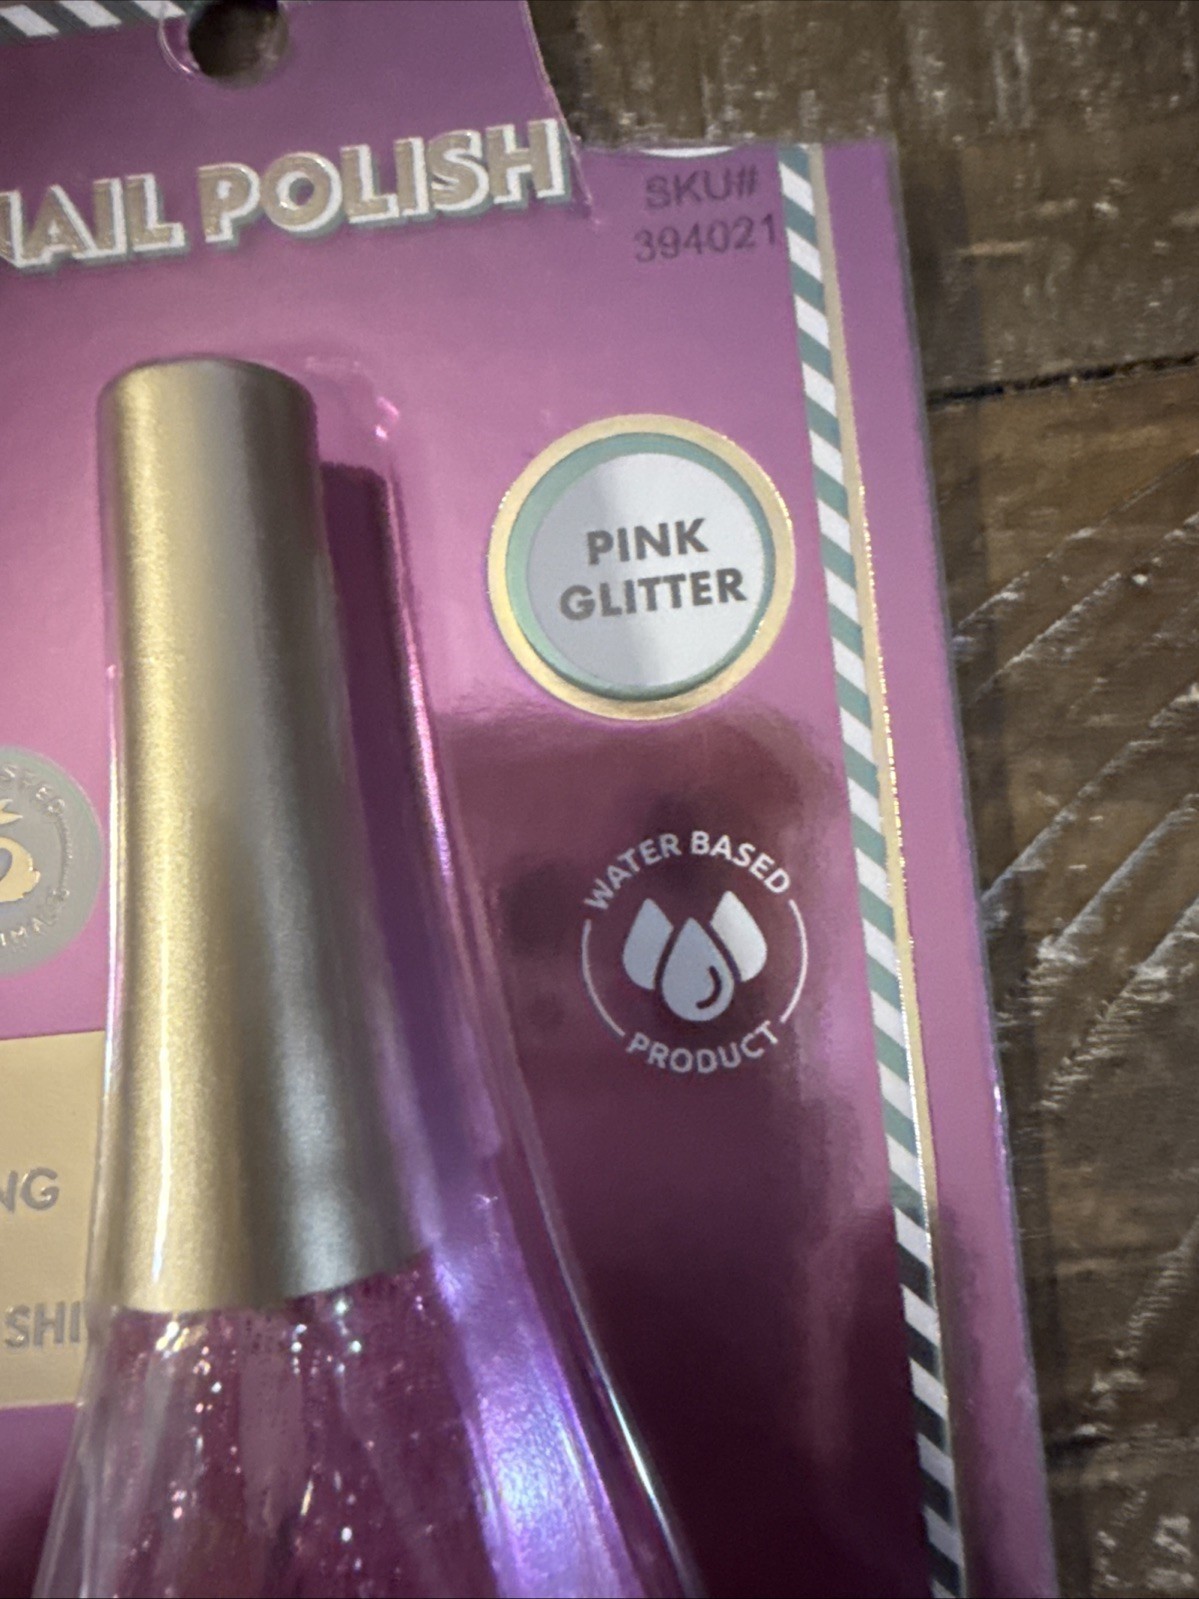 NAIL POLISH
SKU#
394021
PINK
GLITTER
WATER BASED
PRODUCT
NG
SHI